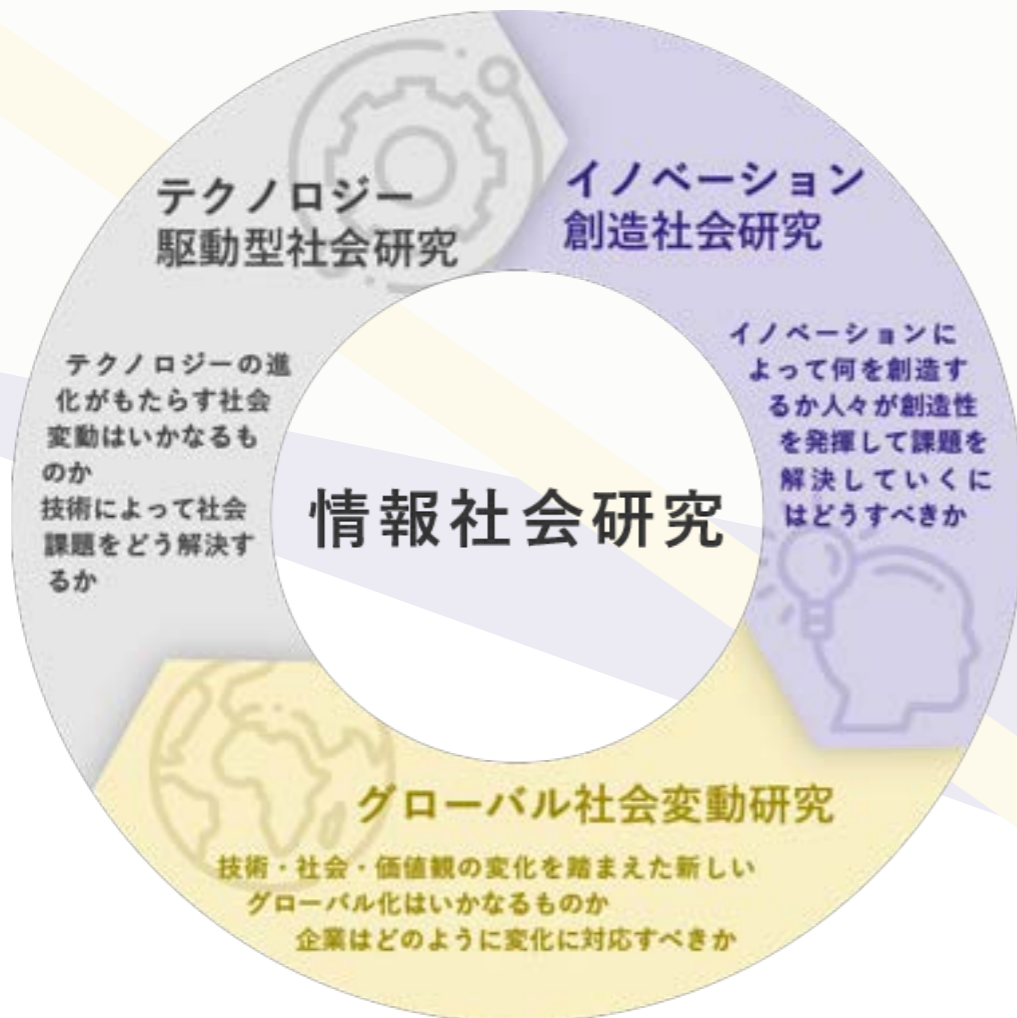 テクノロジー
駆動型社会研究
テクノロジーの進
化がもたらす社会
変動はいかなるも
のか
技術によって社会
課題をどう解決す
るか
イノベーション
創造社会研究
イノベーションに
よって何を創造す
るか人々が創造性
を発揮して課題を
解決していくに
はどうすべきか
情報社会研究
グローバル社会変動研究
技術・社会・価値観の変化を踏まえた新しい
グローバル化はいかなるものか
企業はどのように変化に対応すべきか